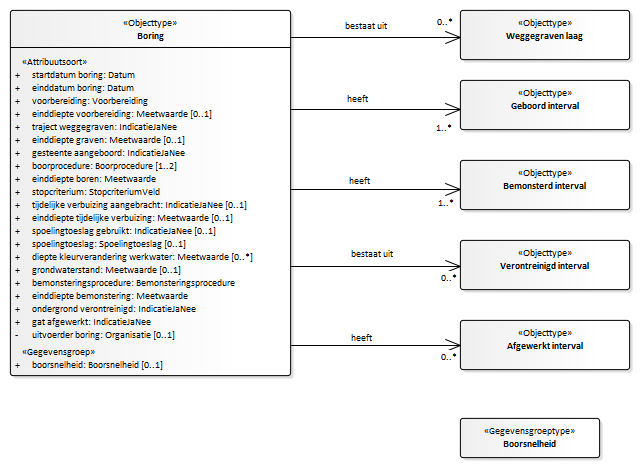 «Objecttype»
Boring
«Attribuutsoort»
+ startdatum boring: Datum
+ einddatum boring: Datum
+ voorbereiding: Voorbereiding
+ einddiepte voorbereiding: Meetwaarde [0..1]
+ traject weggegraven: IndicatieJaNee
+ einddiepte graven: Meetwaarde [0..1]
+ gesteente aangeboord: IndicatieJaNee
+ boorprocedure: Boorprocedure [1..2]
+ einddiepte boren: Meetwaarde
+ stopcriterium: StopcriteriumVeld
+ tijdelijke verbuizing aangebracht: IndicatieJaNee [0..1]
+ einddiepte tijdelijke verbuizing: Meetwaarde [0..1]
+ spoelingtoeslag gebruikt: IndicatieJaNee [0..1]
+ spoelingtoeslag: Spoelingtoeslag [0..1]
+ diepte kleurverandering werkwater: Meetwaarde [0..*]
+ grondwaterstand: Meetwaarde [0..1]
+ bemonsteringsprocedure: Bemonsteringsprocedure
+ einddiepte bemonstering: Meetwaarde
+ ondergrond verontreinigd: IndicatieJaNee
+ gat afgewerkt: IndicatieJaNee
- uitvoerder boring: Organisatie [0..1]
«Gegevensgroep»
+ boorsnelheid: Boorsnelheid [0..1]
bestaat uit
0..*
«Objecttype»
Weggegraven laag
heeft
1..*
«Objecttype»
Geboord interval
heeft
1..*
«Objecttype»
Bemonsterd interval
bestaat uit
0..*
«Objecttype»
Verontreinigd interval
heeft
0..*
«Objecttype»
Afgewerkt interval
«Gegevensgroeptype»
Boorsnelheid